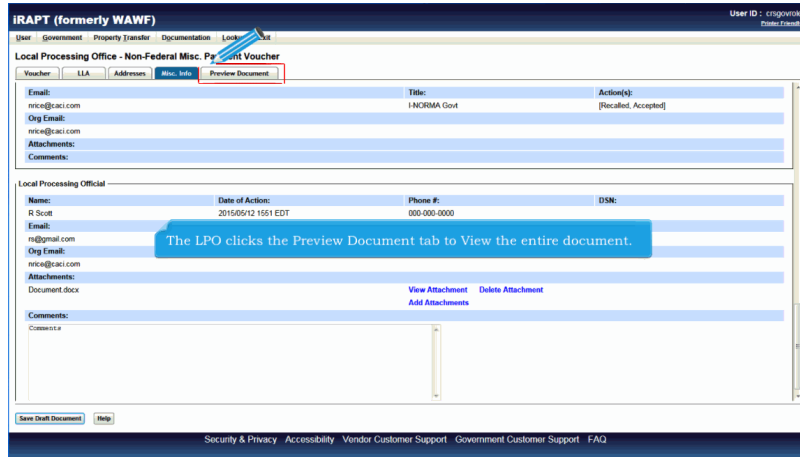 User ID : crsgovrok
iRAPT (formerly WAWF)
Printer Friendl
User Government Property Transfer Documentation Exit
Local Processing Office - Non-Federal Misc. Payment Voucher
Voucher LLA Addresses Misc. Info Preview Document
Email: Title: Action(s):
nrice@caci.com I-NORMA Govt [Recalled, Accepted]
Org Email:
nrice@caci.com
Attachments:
Comments:
Local Processing Official
Name: Date of Action: Phone #: DSN:
R Scott 2015/05/12 1551 EDT 000-000-0000
Email:
rs@gmail.com
The LPO clicks the Preview Document tab to View the entire document.
Org Email:
nrice@caci.com
Attachments:
Document.docx View Attachment Delete Attachment
Add Attachments
Comments:
Comments
Save Draft Document Help
Security & Privacy Accessibility Vendor Customer Support Government Customer Support FAQ